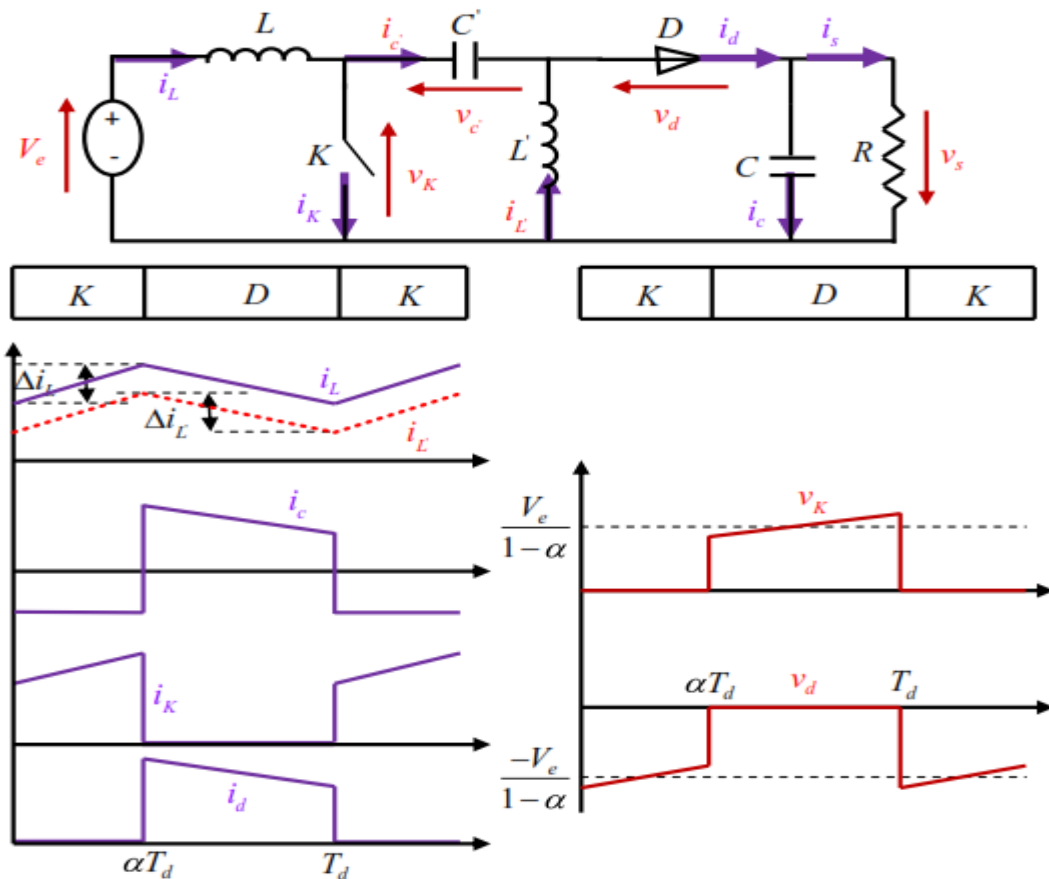 L i_c' C" D i_d i_s
i_L
+
V_e
-
K v_K v_c' L' v_d C R v_s
i_K i_L' i_c
K D K K D K
Δi_L i_L
Δi_L' i_L'
i_c
V_e
1-α
v_K
i_K
αT_d v_d T_d
-V_e
1-α
i_d
αT_d T_d